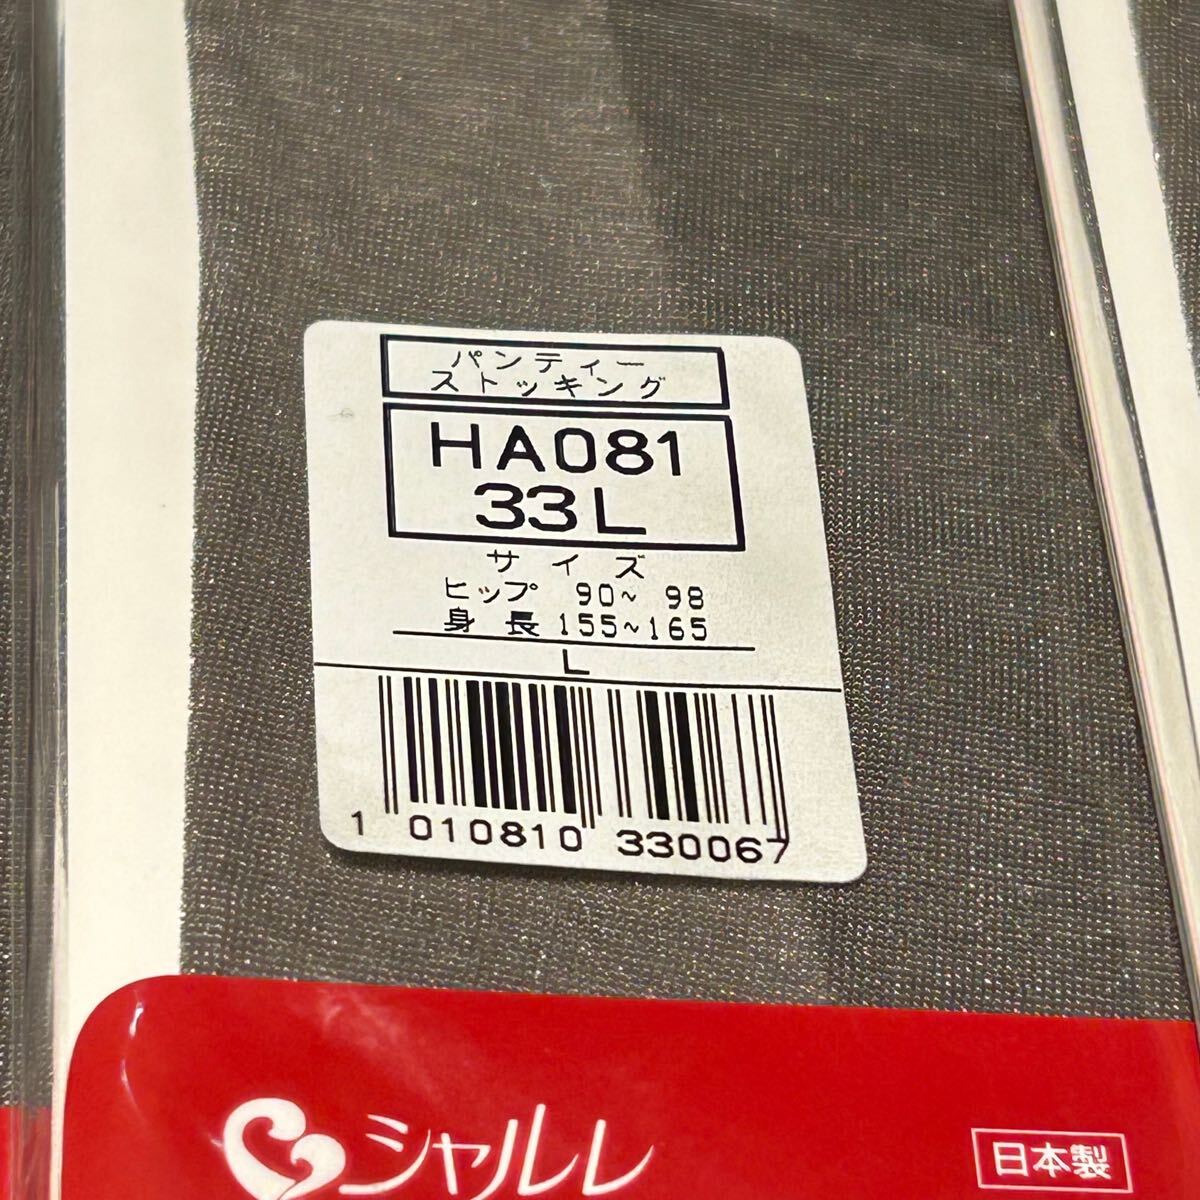 パンティー
ストッキング
HA081
33L
サイズ
ヒップ 90~ 98
身長 155~165
L
1 010810 330067
シャルレ
日本製